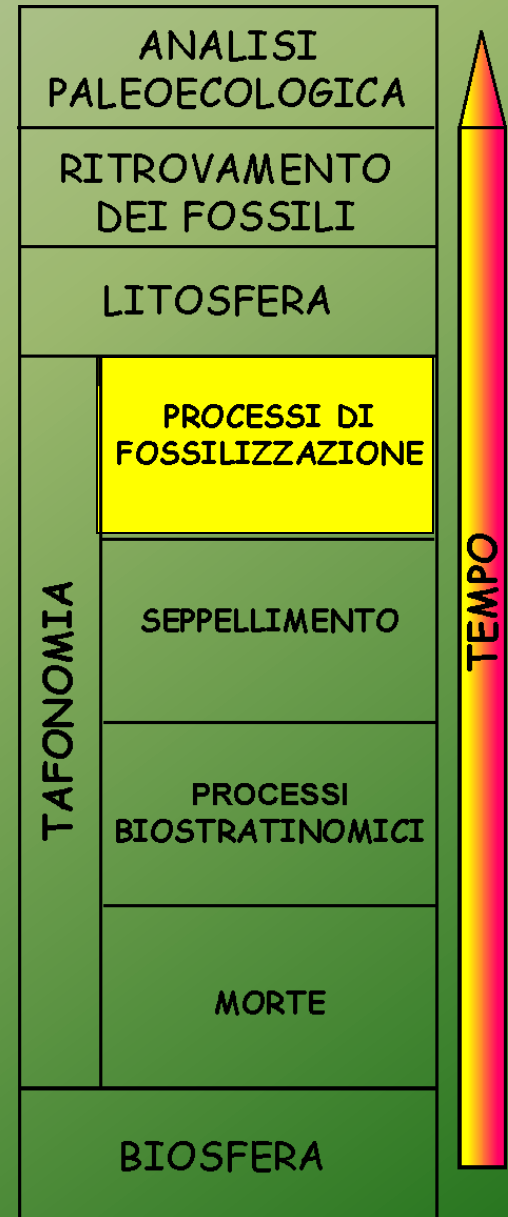 ANALISI
PALEOECOLOGICA
RITROVAMENTO
DEI FOSSILI
LITOSFERA
PROCESSI DI
FOSSILIZZAZIONE
SEPPELLIMENTO
PROCESSI
BIOSTRATINOMICI
MORTE
TAFONOMIA
BIOSFERA
TEMPO